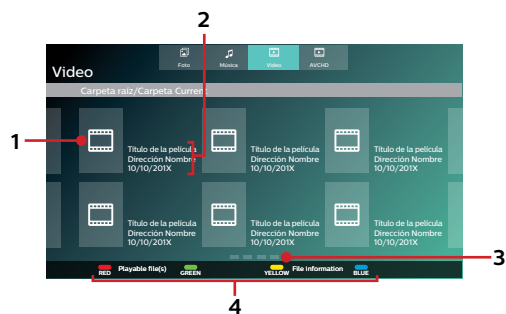 2
Foto Música Video AVCHD
Video
Carpeta raíz/Carpeta Current
1
Título de la película Título de la película Título de la película
Dirección Nombre Dirección Nombre Dirección Nombre
10/10/201X 10/10/201X 10/10/201X
Título de la película Título de la película Título de la película
Dirección Nombre Dirección Nombre Dirección Nombre
10/10/201X 10/10/201X 10/10/201X
3
RED Playable file(s) GREEN YELLOW File Information BLUE
4